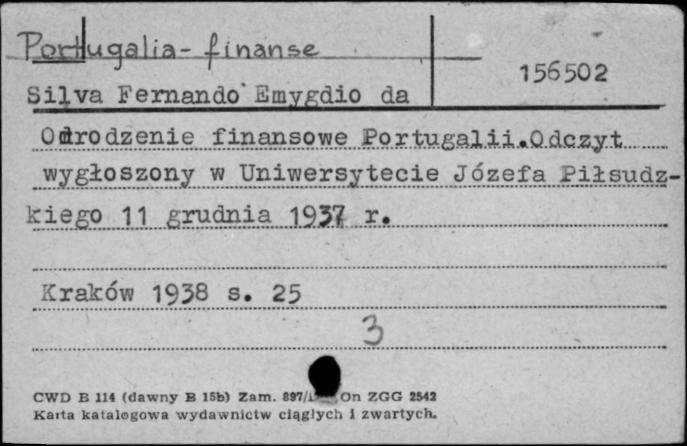 Portugalia - finanse
156502
Silva Fernando Emygdio da
Odrodzenie finansowe Portugalii. Odczyt
wygłoszony w Uniwersytecie Józefa Piłsudz-
kiego 11 grudnia 1937 r.
Kraków 1938 s. 25
3
CWD B 114 (dawny B 15b) Zam. 897/ On ZGG 2542
Karta katalogowa wydawnictw ciągłych i zwartych.